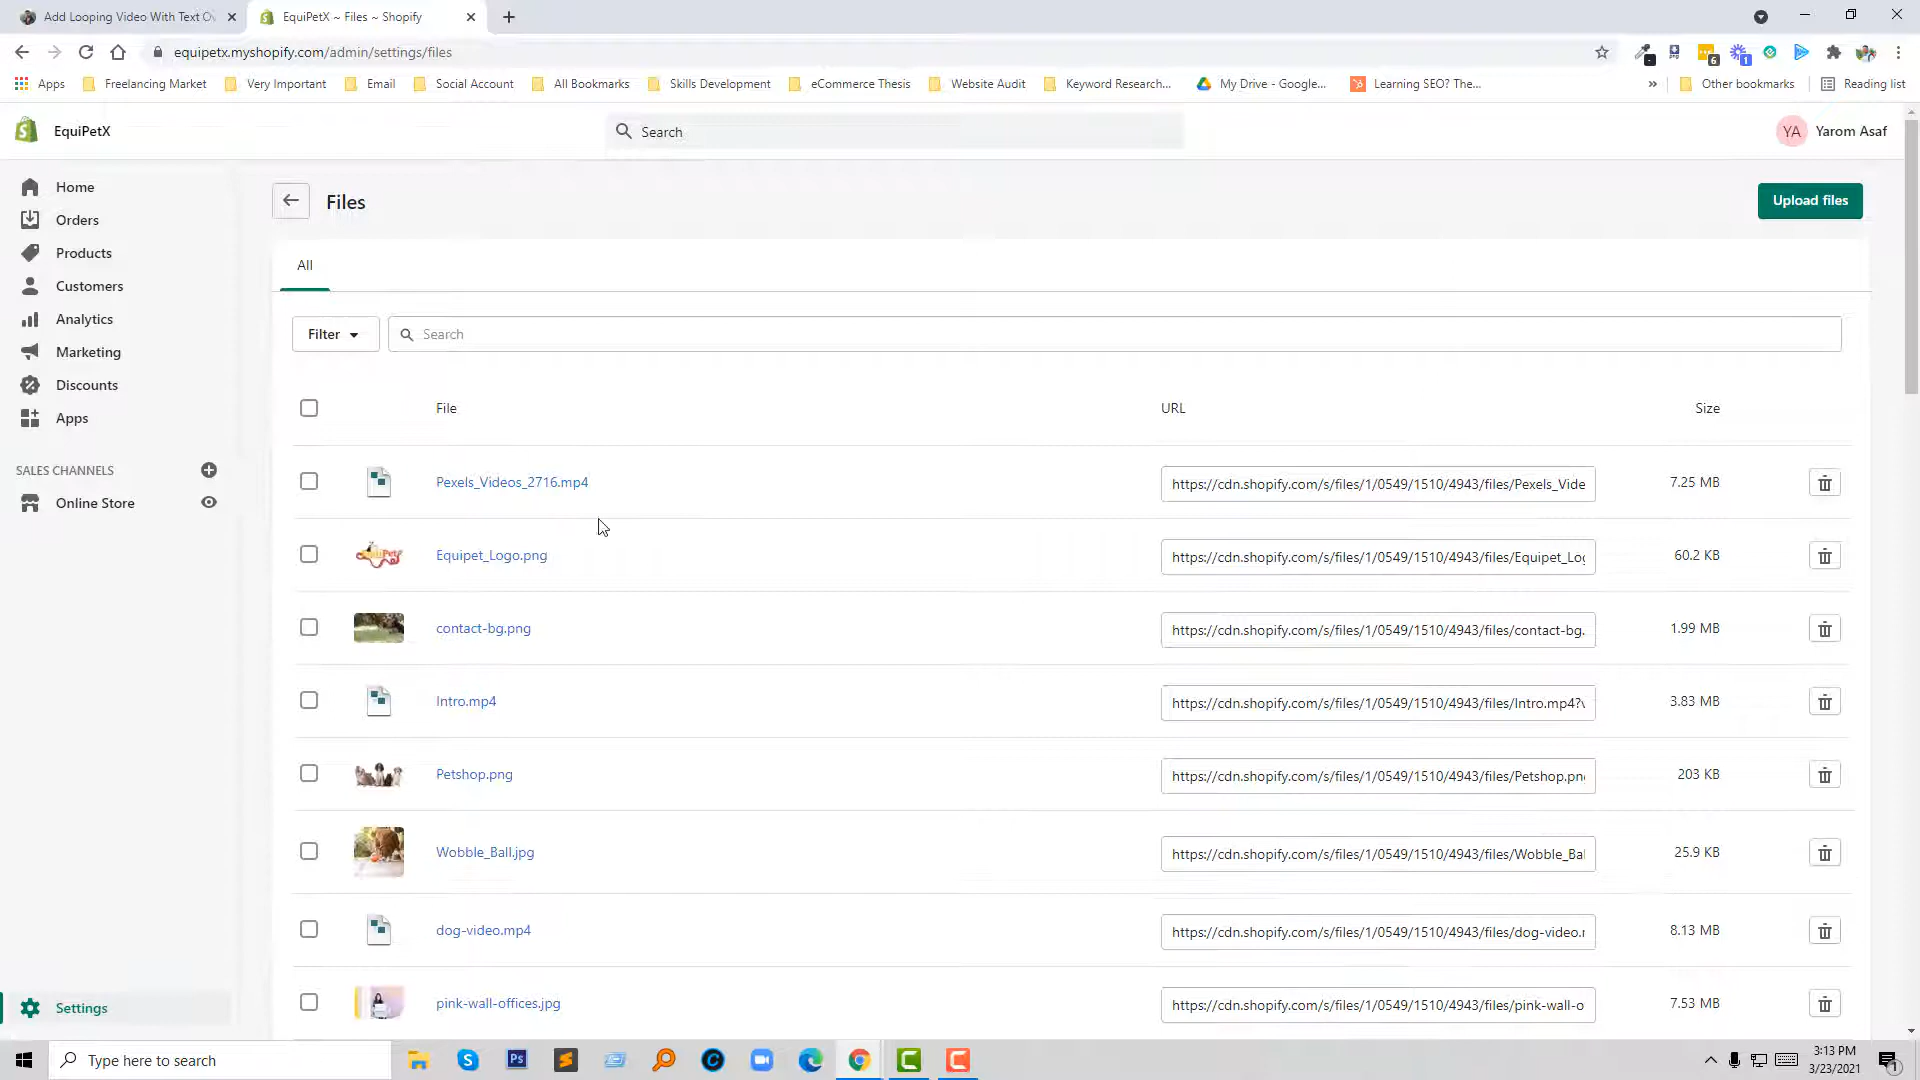 Add Looping Video With Text Ov
EquiPetX ~ Files ~ Shopify
equipetx.myshopify.com/admin/settings/files
Apps
Freelancing Market
Very Important
Email
Social Account
All Bookmarks
Skills Development
eCommerce Thesis
Website Audit
Keyword Research...
My Drive - Google...
Learning SEO? The...
»
Other bookmarks
Reading list
EquiPetX
Search
YA
Yarom Asaf
Home
Orders
Products
Customers
Analytics
Marketing
Discounts
Apps
SALES CHANNELS
Online Store
Settings
Files
Upload files
All
Filter
Search
File URL Size
Pexels_Videos_2716.mp4 https://cdn.shopify.com/s/files/1/0549/1510/4943/files/Pexels_Vide 7.25 MB
Equipet_Logo.png https://cdn.shopify.com/s/files/1/0549/1510/4943/files/Equipet_Log 60.2 KB
contact-bg.png https://cdn.shopify.com/s/files/1/0549/1510/4943/files/contact-bg. 1.99 MB
Intro.mp4 https://cdn.shopify.com/s/files/1/0549/1510/4943/files/Intro.mp4?v 3.83 MB
Petshop.png https://cdn.shopify.com/s/files/1/0549/1510/4943/files/Petshop.png 203 KB
Wobble_Ball.jpg https://cdn.shopify.com/s/files/1/0549/1510/4943/files/Wobble_Bal 25.9 KB
dog-video.mp4 https://cdn.shopify.com/s/files/1/0549/1510/4943/files/dog-video.r 8.13 MB
pink-wall-offices.jpg https://cdn.shopify.com/s/files/1/0549/1510/4943/files/pink-wall-o 7.53 MB
Type here to search
3:13 PM
3/23/2021